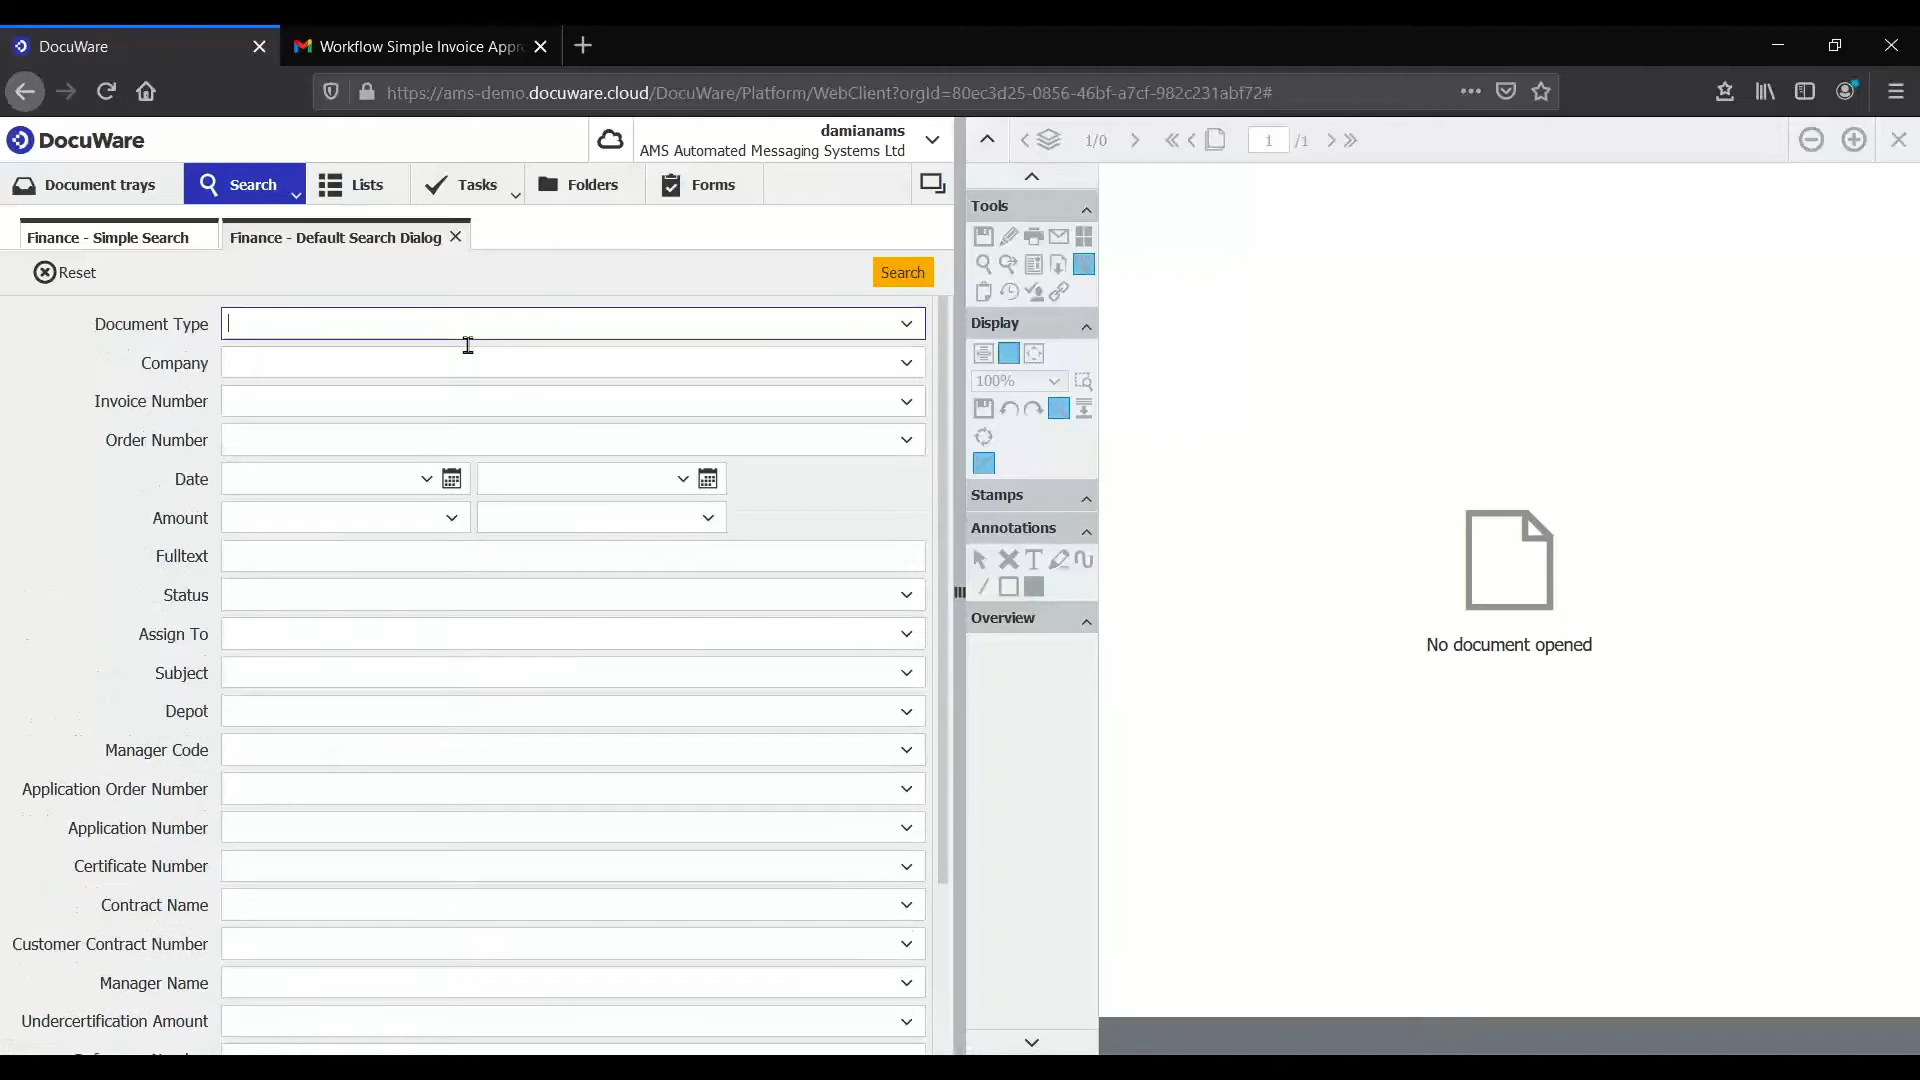 DocuWare
Workflow Simple Invoice Appr
https://ams-demo.docuware.cloud/DocuWare/Platform/WebClient?orgId=80ec3d25-0856-46bf-a7cf-982c231abf72#
DocuWare
damianams
AMS Automated Messaging Systems Ltd
1/0
1 /1
Document trays
Search
Lists
Tasks
Folders
Forms
Finance - Simple Search
Finance - Default Search Dialog
Reset
Search
Document Type
Company
Invoice Number
Order Number
Date
Amount
Fulltext
Status
Assign To
Subject
Depot
Manager Code
Application Order Number
Application Number
Certificate Number
Contract Name
Customer Contract Number
Manager Name
Undercertification Amount
Tools
Display
100%
Stamps
Annotations
Overview
No document opened